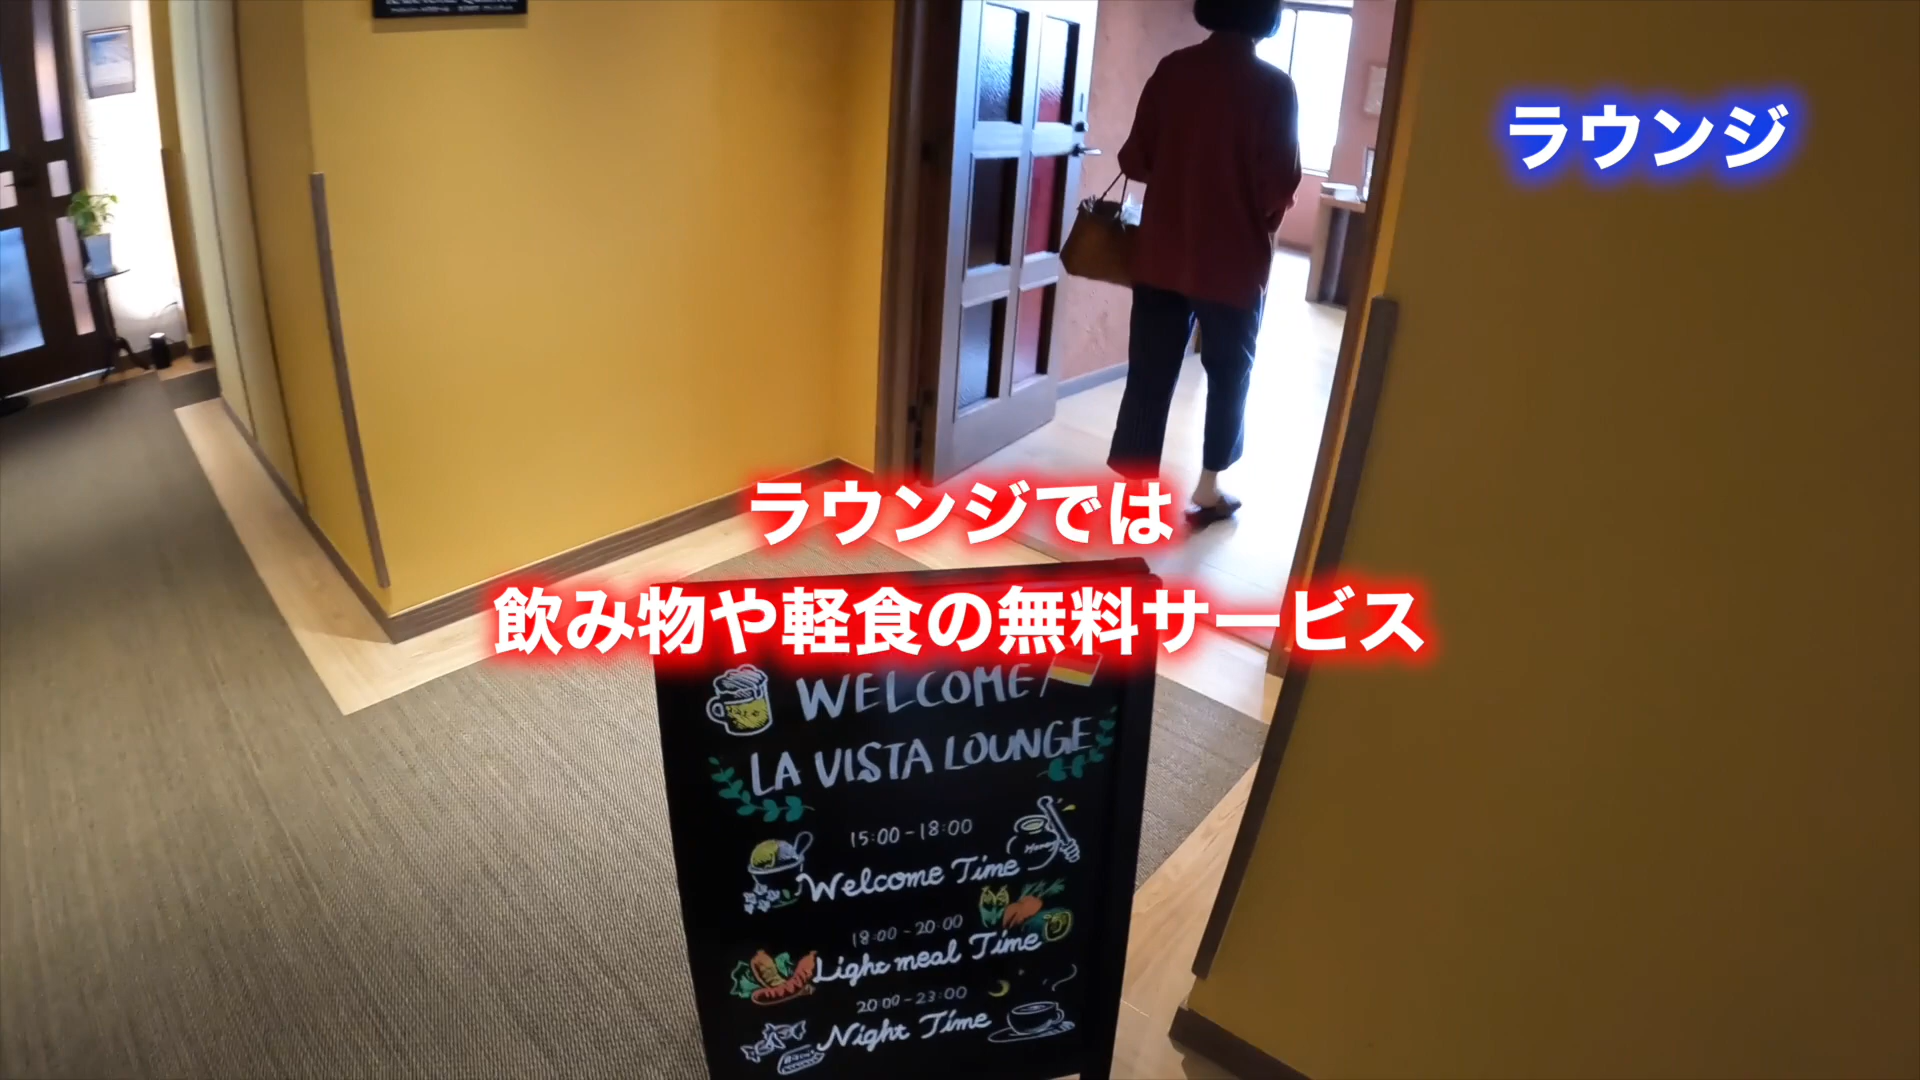 ラウンジ
ラウンジでは
飲み物や軽食の無料サービス
WELCOME
LA VISTA LOUNGE
15:00-18:00
Honey
Welcome Time
18:00-20:00
Light meal Time
20:00-23:00
Night Time